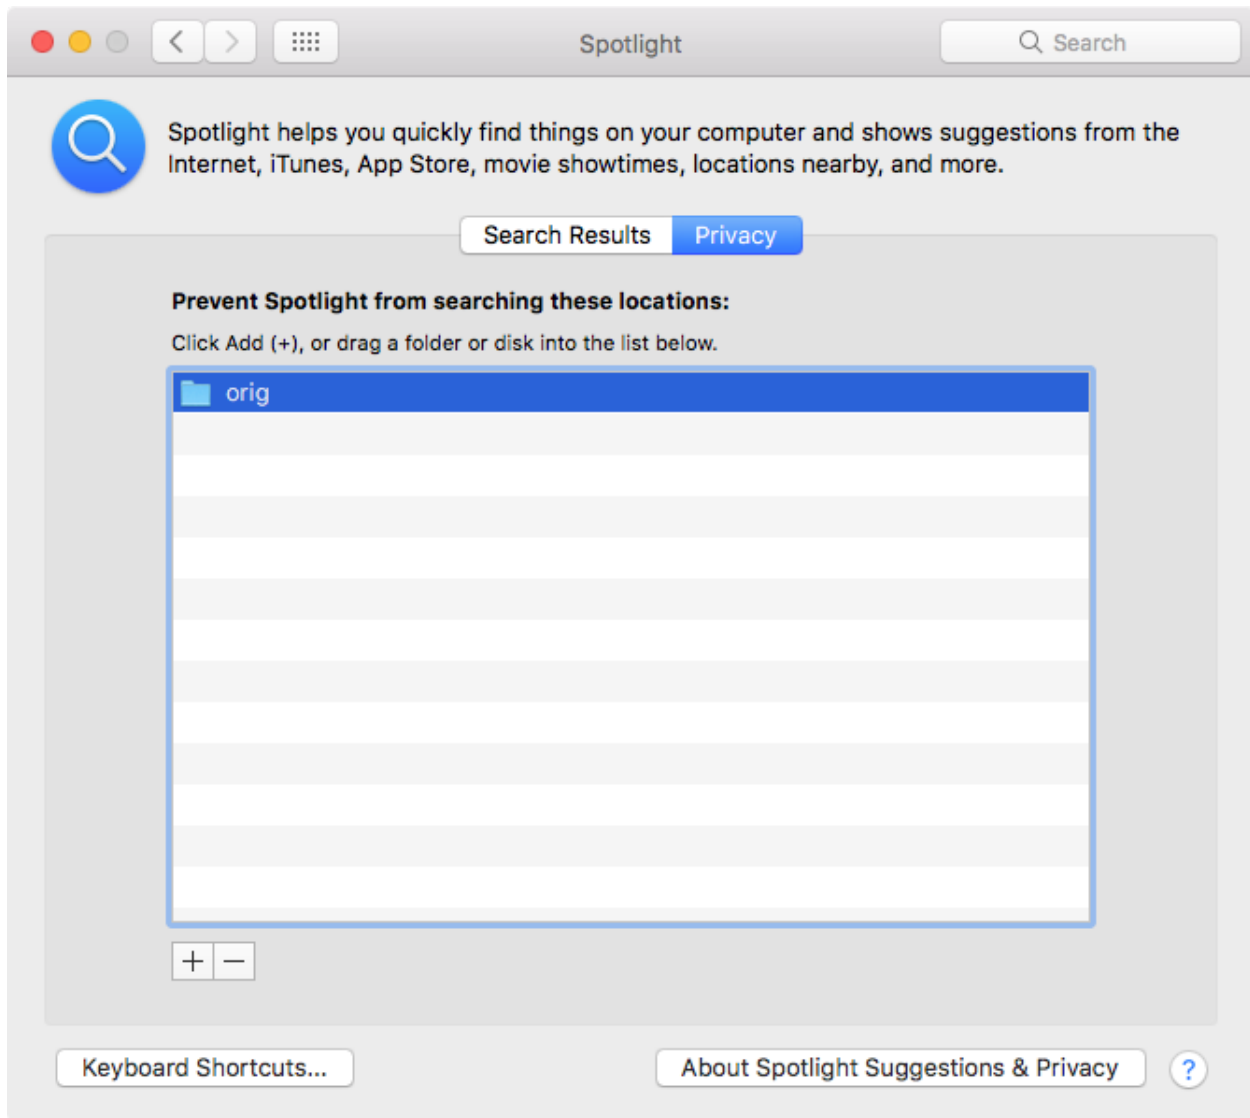 Spotlight
Search
Spotlight helps you quickly find things on your computer and shows suggestions from the
Internet, iTunes, App Store, movie showtimes, locations nearby, and more.
Search Results
Privacy
Prevent Spotlight from searching these locations:
Click Add (+), or drag a folder or disk into the list below.
orig
+ −
Keyboard Shortcuts...
About Spotlight Suggestions & Privacy
?